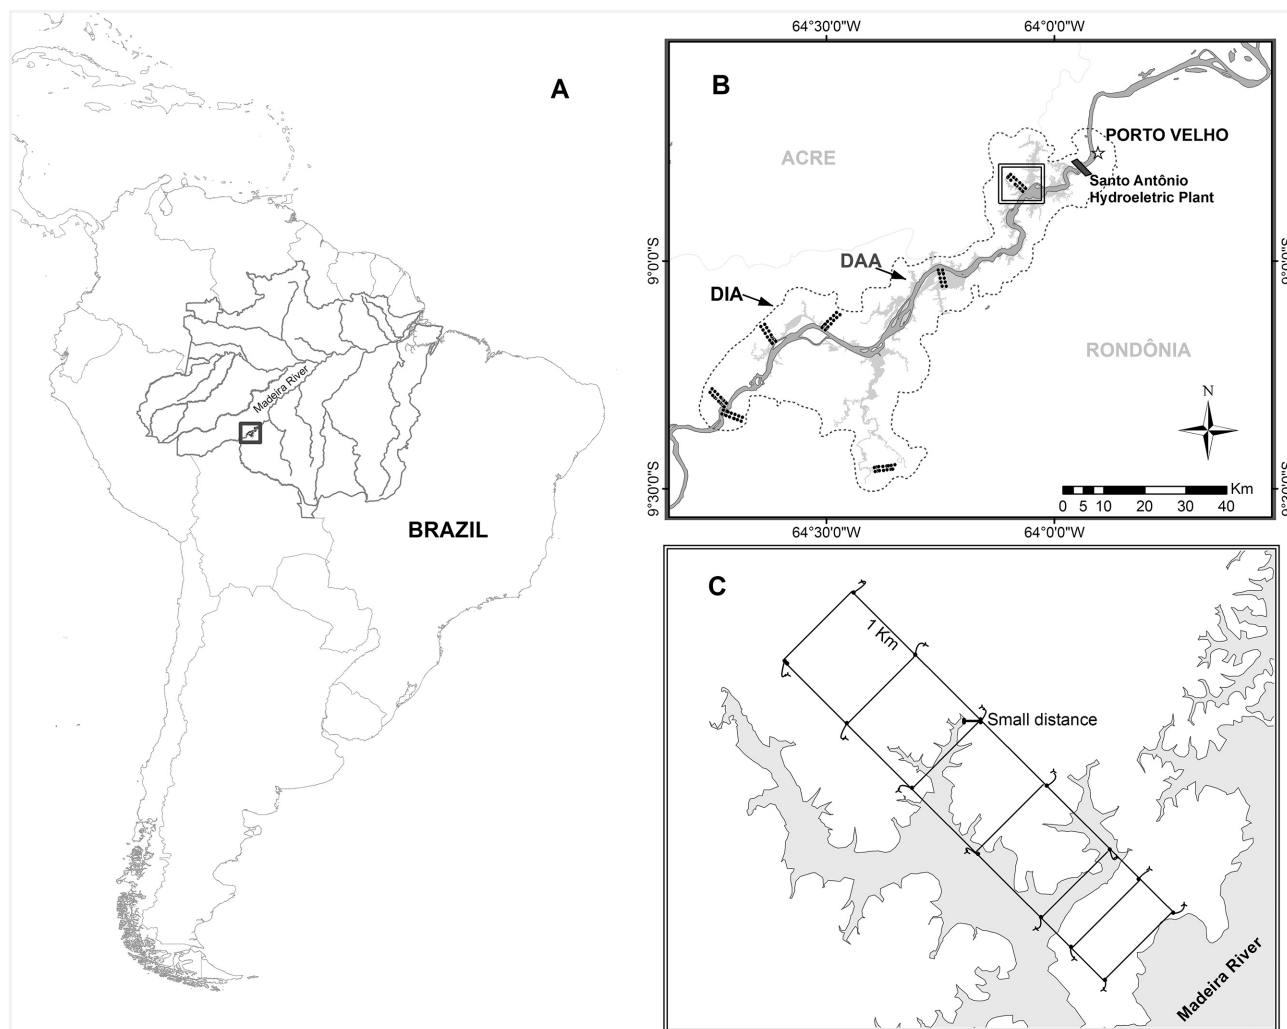 A
Madeira River
BRAZIL
64°30'0"W
64°0'0"W
B
PORTO VELHO
ACRE
Santo Antônio
Hydroeletric Plant
9°0'0"S
DAA
DIA
RONDÔNIA
N
Km
0 5 10 20 30 40
9°30'0"S
64°30'0"W
64°0'0"W
C
1 Km
Small distance
Madeira River